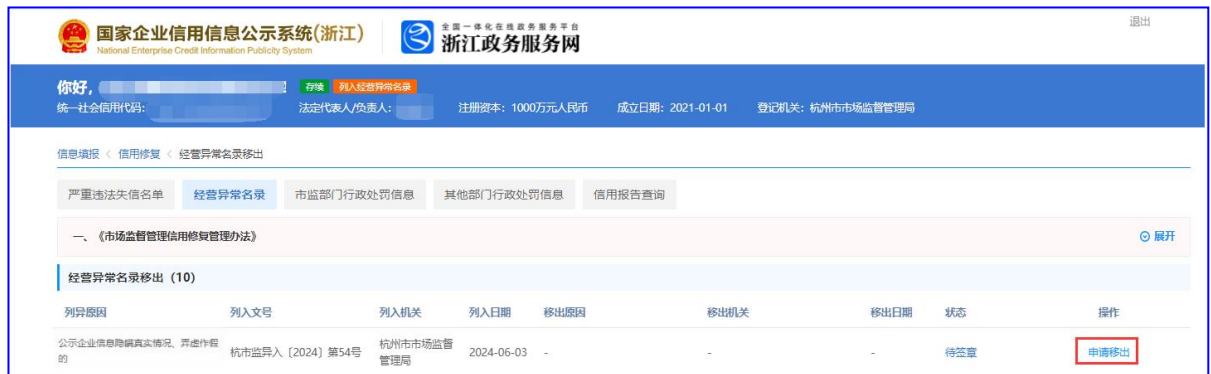 国家企业信用信息公示系统(浙江)
National Enterprise Credit Information Publicity System
全国一体化在线政务服务平台
浙江政务服务网
退出
你好,
存续 列入经营异常名录
统一社会信用代码: 法定代表人/负责人: 注册资本:1000万元人民币 成立日期:2021-01-01 登记机关:杭州市市场监督管理局
信息填报 < 信用修复 < 经营异常名录移出
严重违法失信名单 经营异常名录 市监部门行政处罚信息 其他部门行政处罚信息 信用报告查询
一、《市场监督管理信用修复管理办法》 展开
经营异常名录移出(10)
列异原因 列入文号 列入机关 列入日期 移出原因 移出机关 移出日期 状态 操作
公示企业信息隐瞒真实情况、弄虚作假
的
杭市监异入〔2024〕第54号
杭州市市场监督
管理局
2024-06-03 - - - 待签章 申请移出